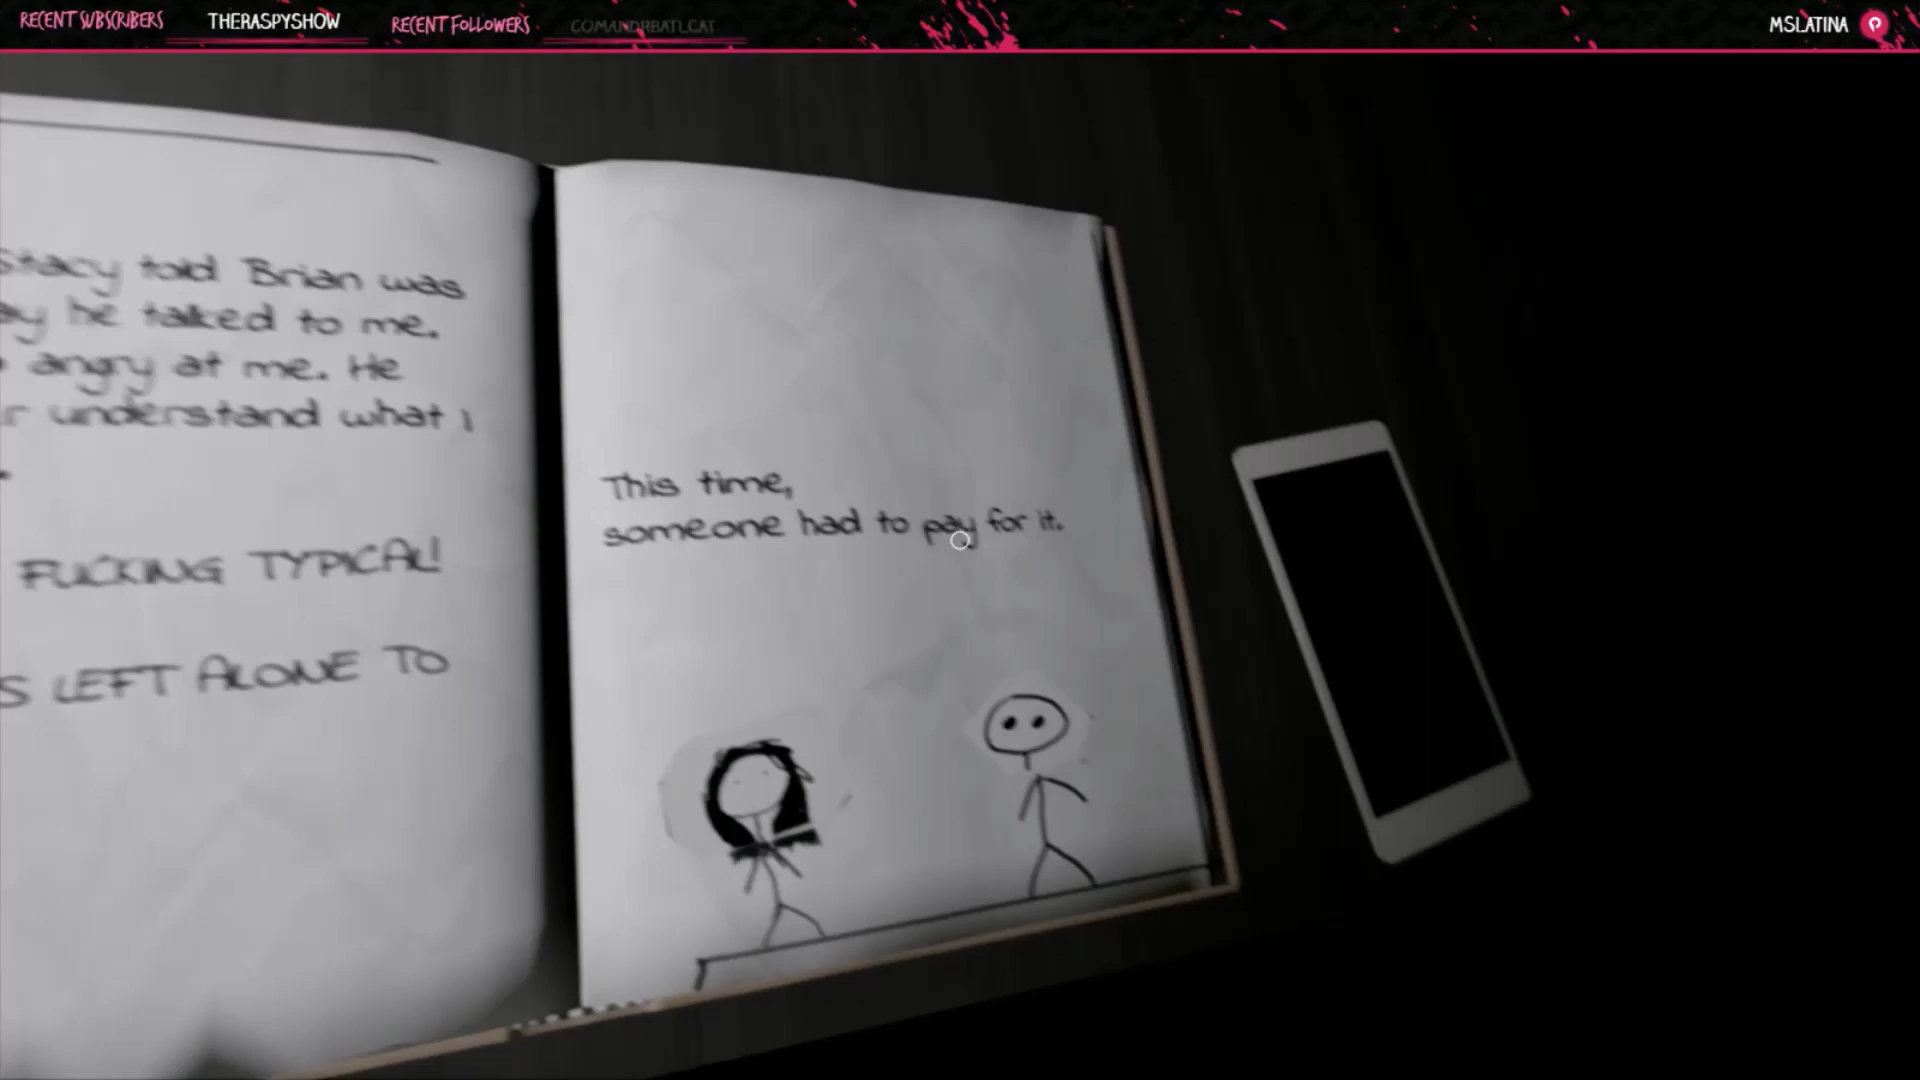 RECENT SUBSCRIBERS THERASPYSHOW RECENT FOLLOWERS COMANDRBATLCAT MSLATINA
Stacy told Brian was
he talked to me.
angry at me. He
understand what I
FUCKING TYPICAL!
LEFT ALONE TO
This time,
someone had to pay for it.